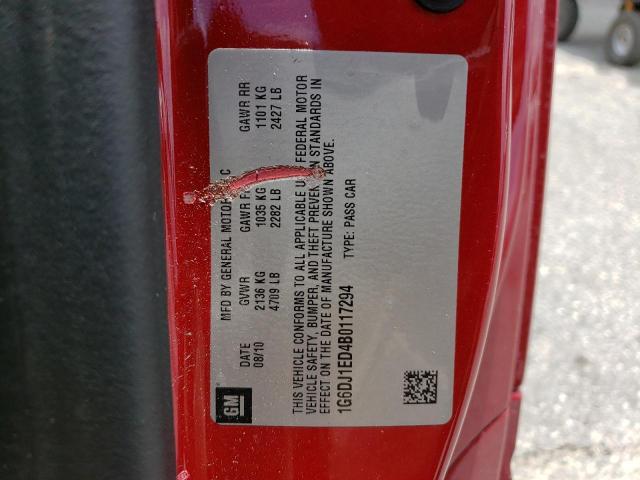 GM
MFD BY GENERAL MOTOR C
DATE GVWR GAWR GAWR RR
08/10 2136 KG 1035 KG 1101 KG
4709 LB 2282 LB 2427 LB
THIS VEHICLE CONFORMS TO ALL APPLICABLE U FEDERAL MOTOR
VEHICLE SAFETY, BUMPER, AND THEFT PREVEN N STANDARDS IN
EFFECT ON THE DATE OF MANUFACTURE SHOWN ABOVE.
1G6DJ1ED4B0117294 TYPE: PASS CAR